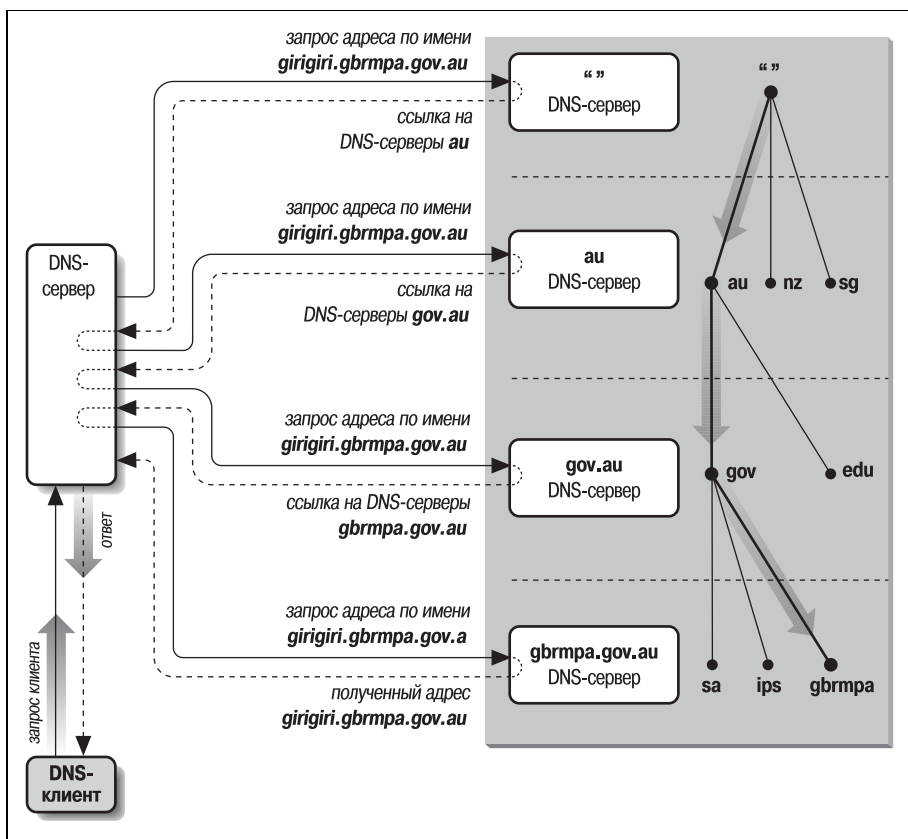 запрос адреса по имени
girigiri.gbrmpa.gov.au
“ ”
DNS-сервер
“ ”
ссылка на
DNS-серверы au
запрос адреса по имени
girigiri.gbrmpa.gov.au
DNS-
сервер
au
DNS-сервер
au
nz
sg
ссылка на
DNS-серверы gov.au
запрос адреса по имени
girigiri.gbrmpa.gov.au
gov.au
DNS-сервер
gov
edu
ссылка на DNS-серверы
gbrmpa.gov.au
ответ
запрос клиента
запрос адреса по имени
girigiri.gbrmpa.gov.a
gbrmpa.gov.au
DNS-сервер
sa
ips
gbrmpa
полученный адрес
girigiri.gbrmpa.gov.au
DNS-
клиент